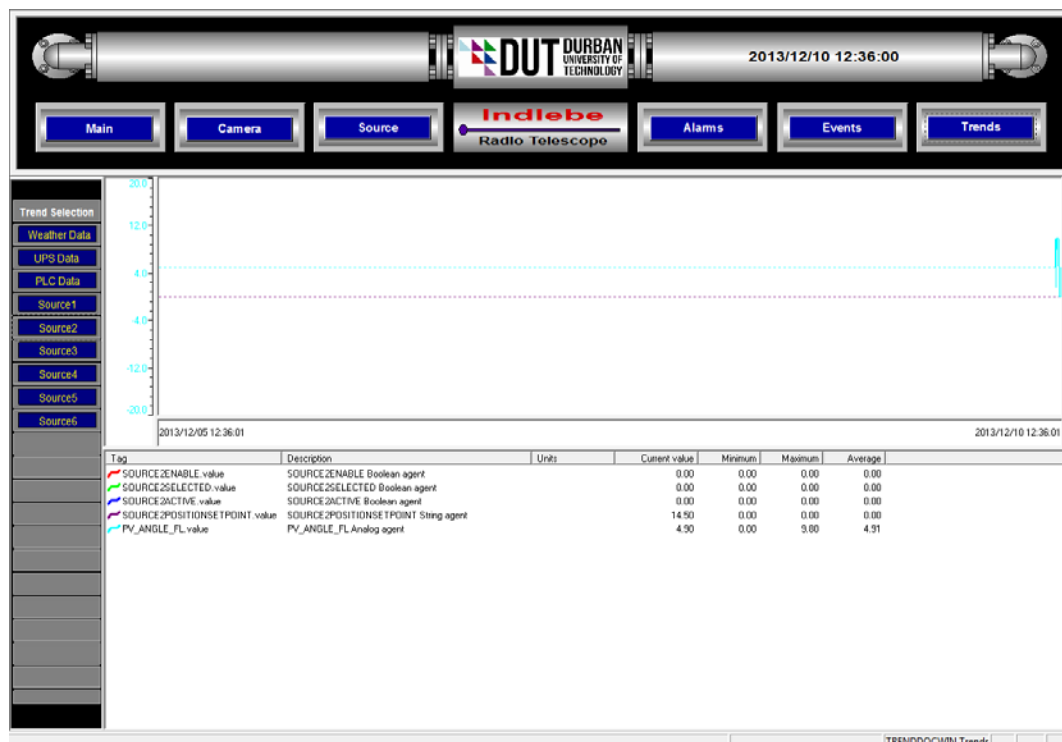 DUT DURBAN
UNIVERSITY OF
TECHNOLOGY
2013/12/10 12:36:00
Main
Camera
Source
Indlebe
Radio Telescope
Alarms
Events
Trends
Trend Selection
Weather Data
UPS Data
PLC Data
Source1
Source2
Source3
Source4
Source5
Source6
20.0
12.0
4.0
-4.0
-12.0
-20.0
2013/12/05 12:36:01 2013/12/10 12:36:01
Tag Description Units Current value Minimum Maximum Average
SOURCE2ENABLE.value SOURCE2ENABLE Boolean agent 0.00 0.00 0.00 0.00
SOURCE2SELECTED.value SOURCE2SELECTED Boolean agent 0.00 0.00 0.00 0.00
SOURCE2ACTIVE.value SOURCE2ACTIVE Boolean agent 0.00 0.00 0.00 0.00
SOURCE2POSITIONSETPOINT.value SOURCE2POSITIONSETPOINT String agent 14.50 0.00 0.00 0.00
PV_ANGLE_FL.value PV_ANGLE_FL Analog agent 4.90 0.00 9.80 4.91
TRENDDOCWIN Trends